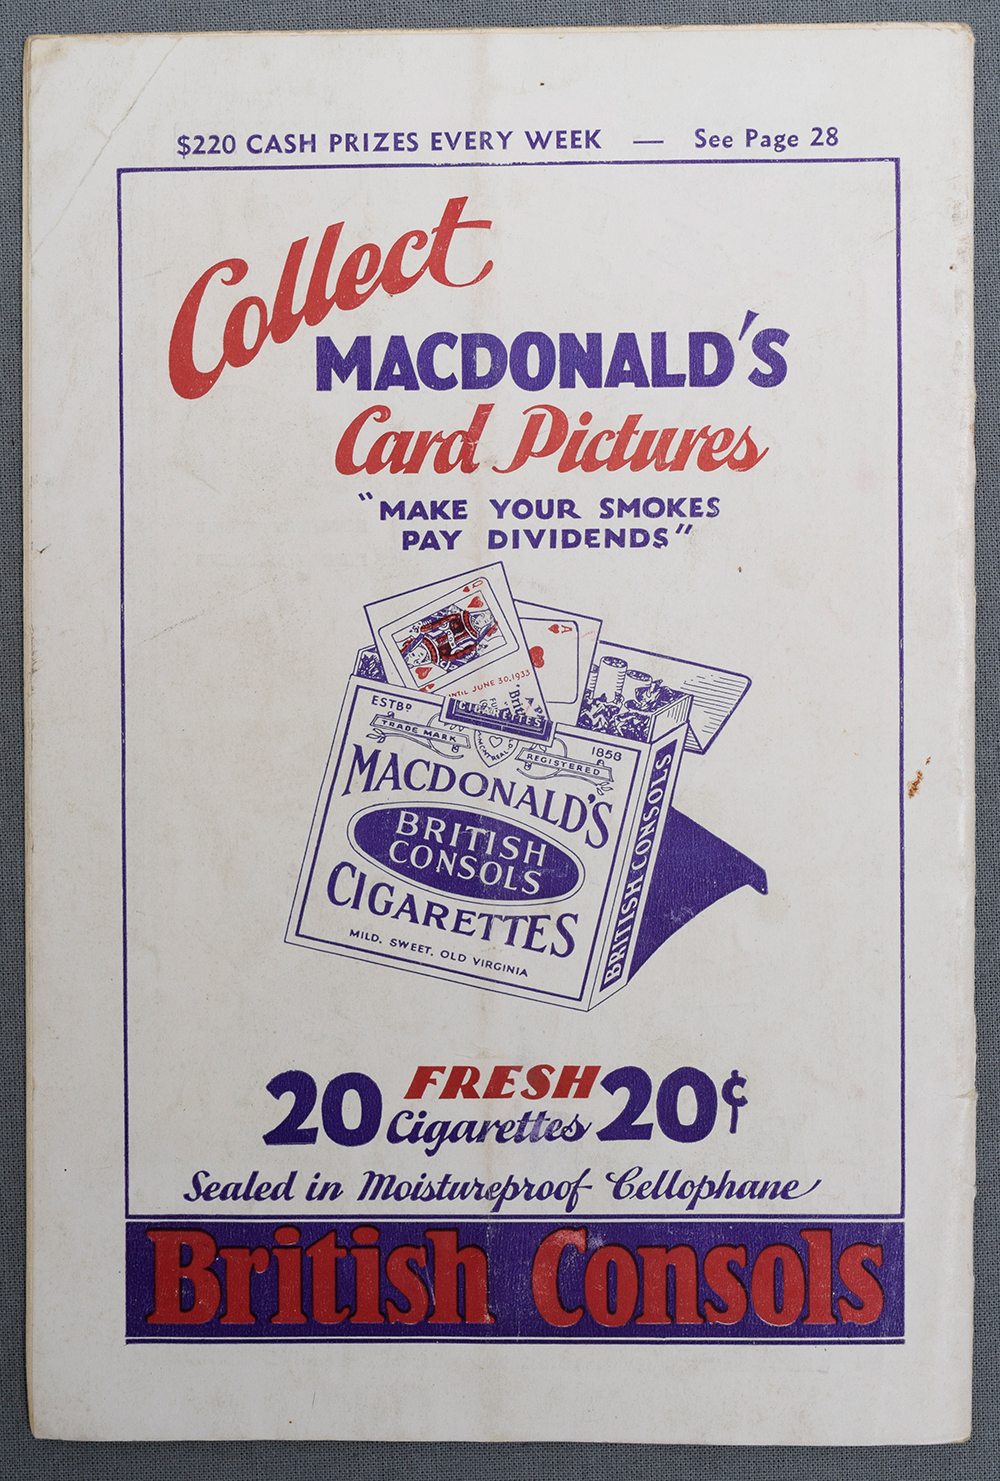 $220 CASH PRIZES EVERY WEEK — See Page 28
Collect
MACDONALD'S
Card Pictures
"MAKE YOUR SMOKES
PAY DIVIDENDS"
Q
A
UNTIL JUNE 30, 1933
CIGARETTES
ESTBD
1858
TRADE MARK
MONTREAL
REGISTERED
MACDONALD'S
BRITISH
CONSOLS
CIGARETTES
MILD, SWEET, OLD VIRGINIA
BRITISH CONSOLS
20 FRESH Cigarettes 20¢
Sealed in Moistureproof Cellophane
British Consols